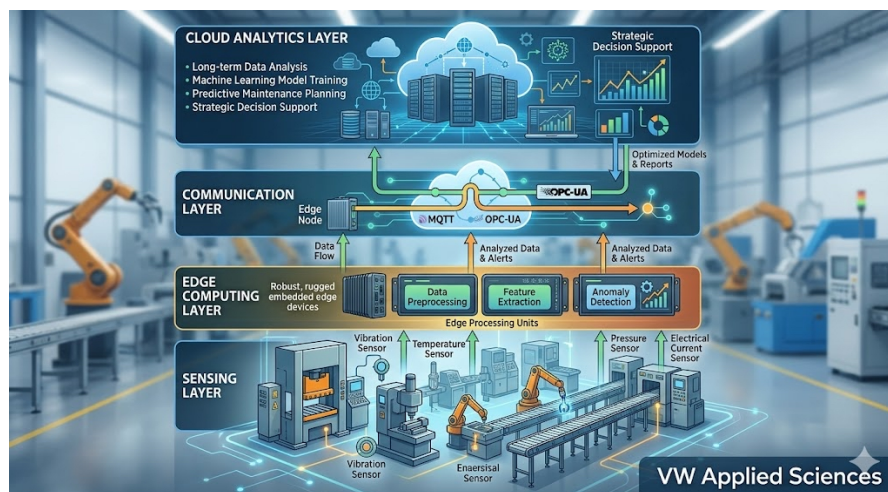 CLOUD ANALYTICS LAYER
• Long-term Data Analysis
• Machine Learning Model Training
• Predictive Maintenance Planning
• Strategic Decision Support
Strategic
Decision Support
Optimized Models
& Reports
COMMUNICATION
LAYER
Edge
Node
MQTT
OPC-UA
OPC-UA
Data
Flow
Analyzed Data
& Alerts
Analyzed Data
& Alerts
EDGE
COMPUTING
LAYER
Robust, rugged
embedded edge
devices
Data
Preprocessing
Feature
Extraction
Anomaly
Detection
Edge Processing Units
SENSING
LAYER
Vibration
Sensor
Temperature
Sensor
Pressure
Sensor
Electrical
Current
Sensor
Vibration
Sensor
Enaersisal
Sensor
VW Applied Sciences